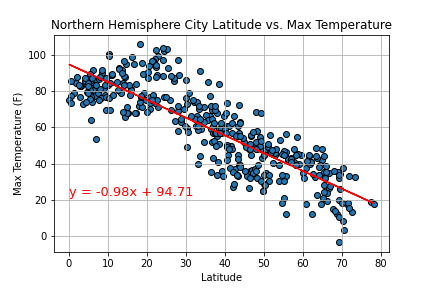 Northern Hemisphere City Latitude vs. Max Temperature
Max Temperature (F)
100
80
60
40
20
0
y = -0.98x + 94.71
0 10 20 30 40 50 60 70 80
Latitude